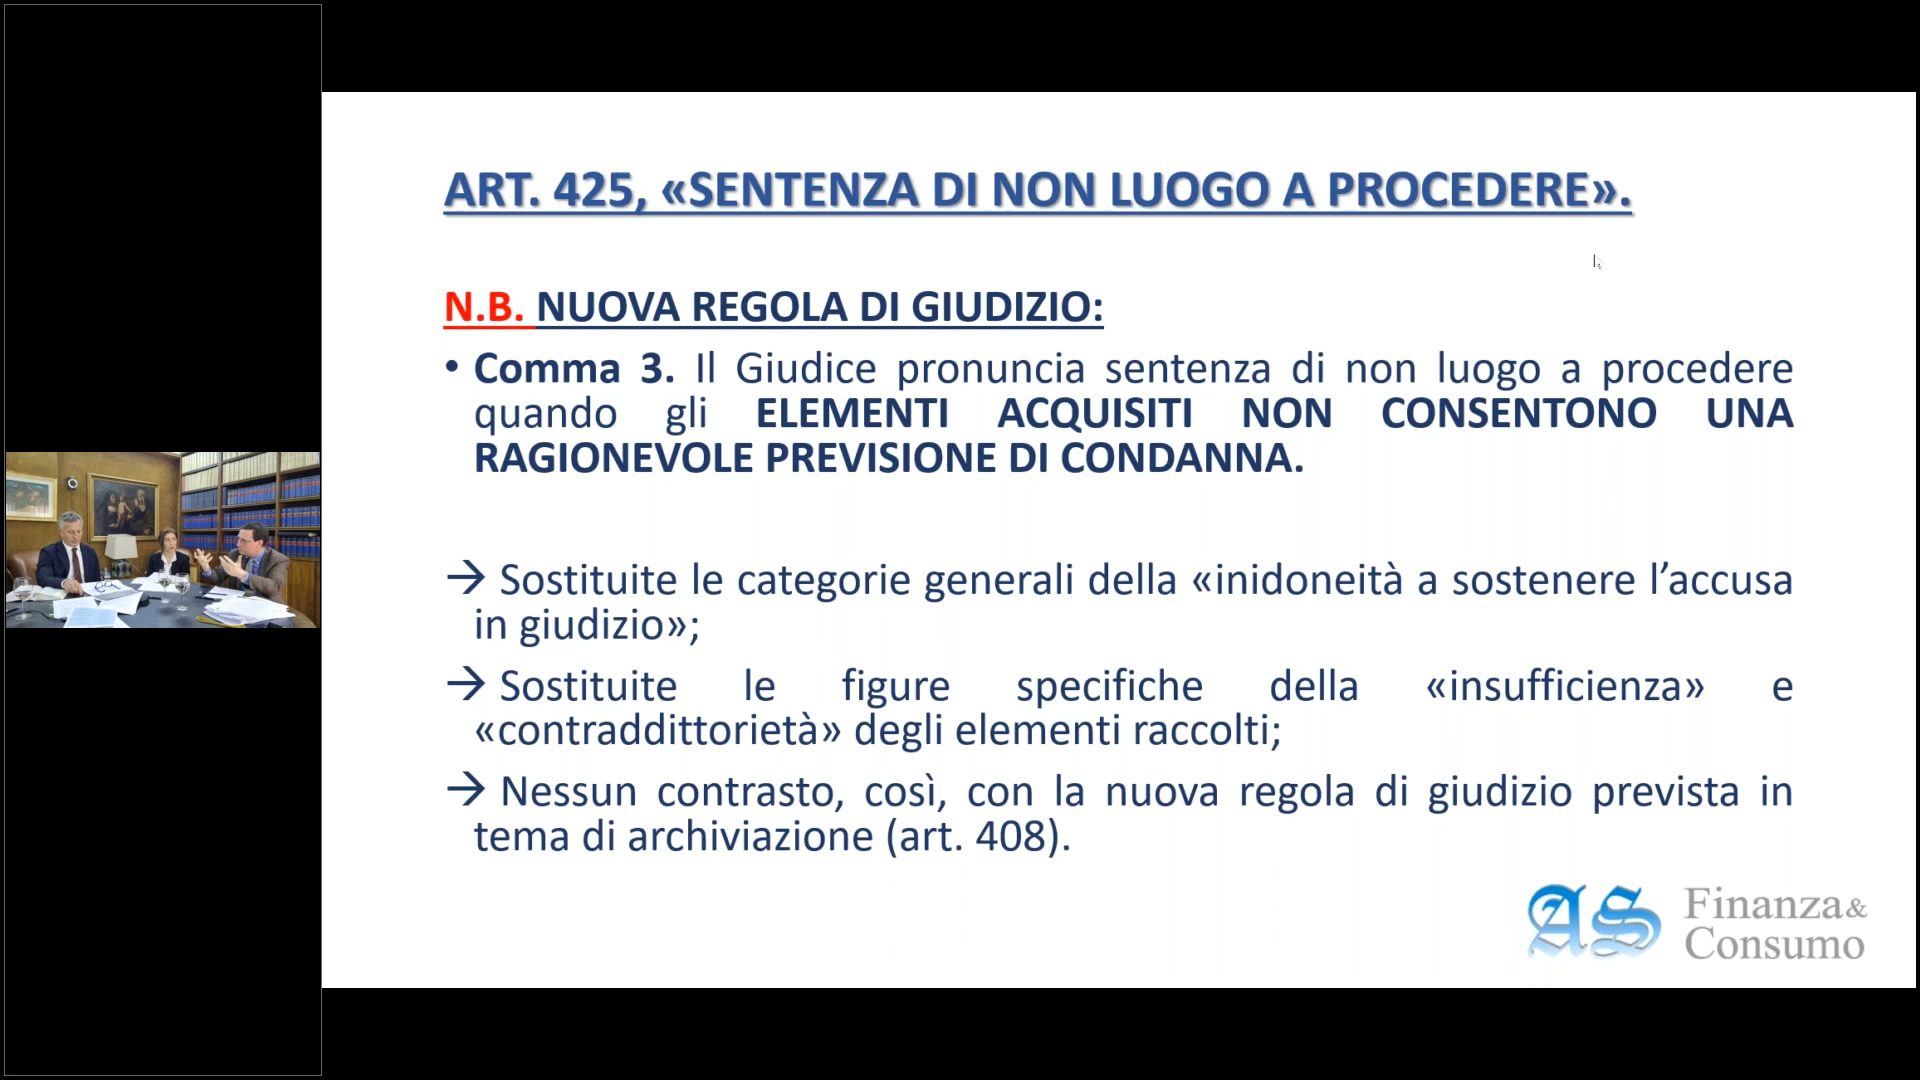 ART. 425, «SENTENZA DI NON LUOGO A PROCEDERE».
N.B. NUOVA REGOLA DI GIUDIZIO:
• Comma 3. Il Giudice pronuncia sentenza di non luogo a procedere
quando gli ELEMENTI ACQUISITI NON CONSENTONO UNA
RAGIONEVOLE PREVISIONE DI CONDANNA.
→ Sostituite le categorie generali della «inidoneità a sostenere l’accusa
in giudizio»;
→ Sostituite le figure specifiche della «insufficienza» e
«contraddittorietà» degli elementi raccolti;
→ Nessun contrasto, così, con la nuova regola di giudizio prevista in
tema di archiviazione (art. 408).
AS Finanza&
Consumo